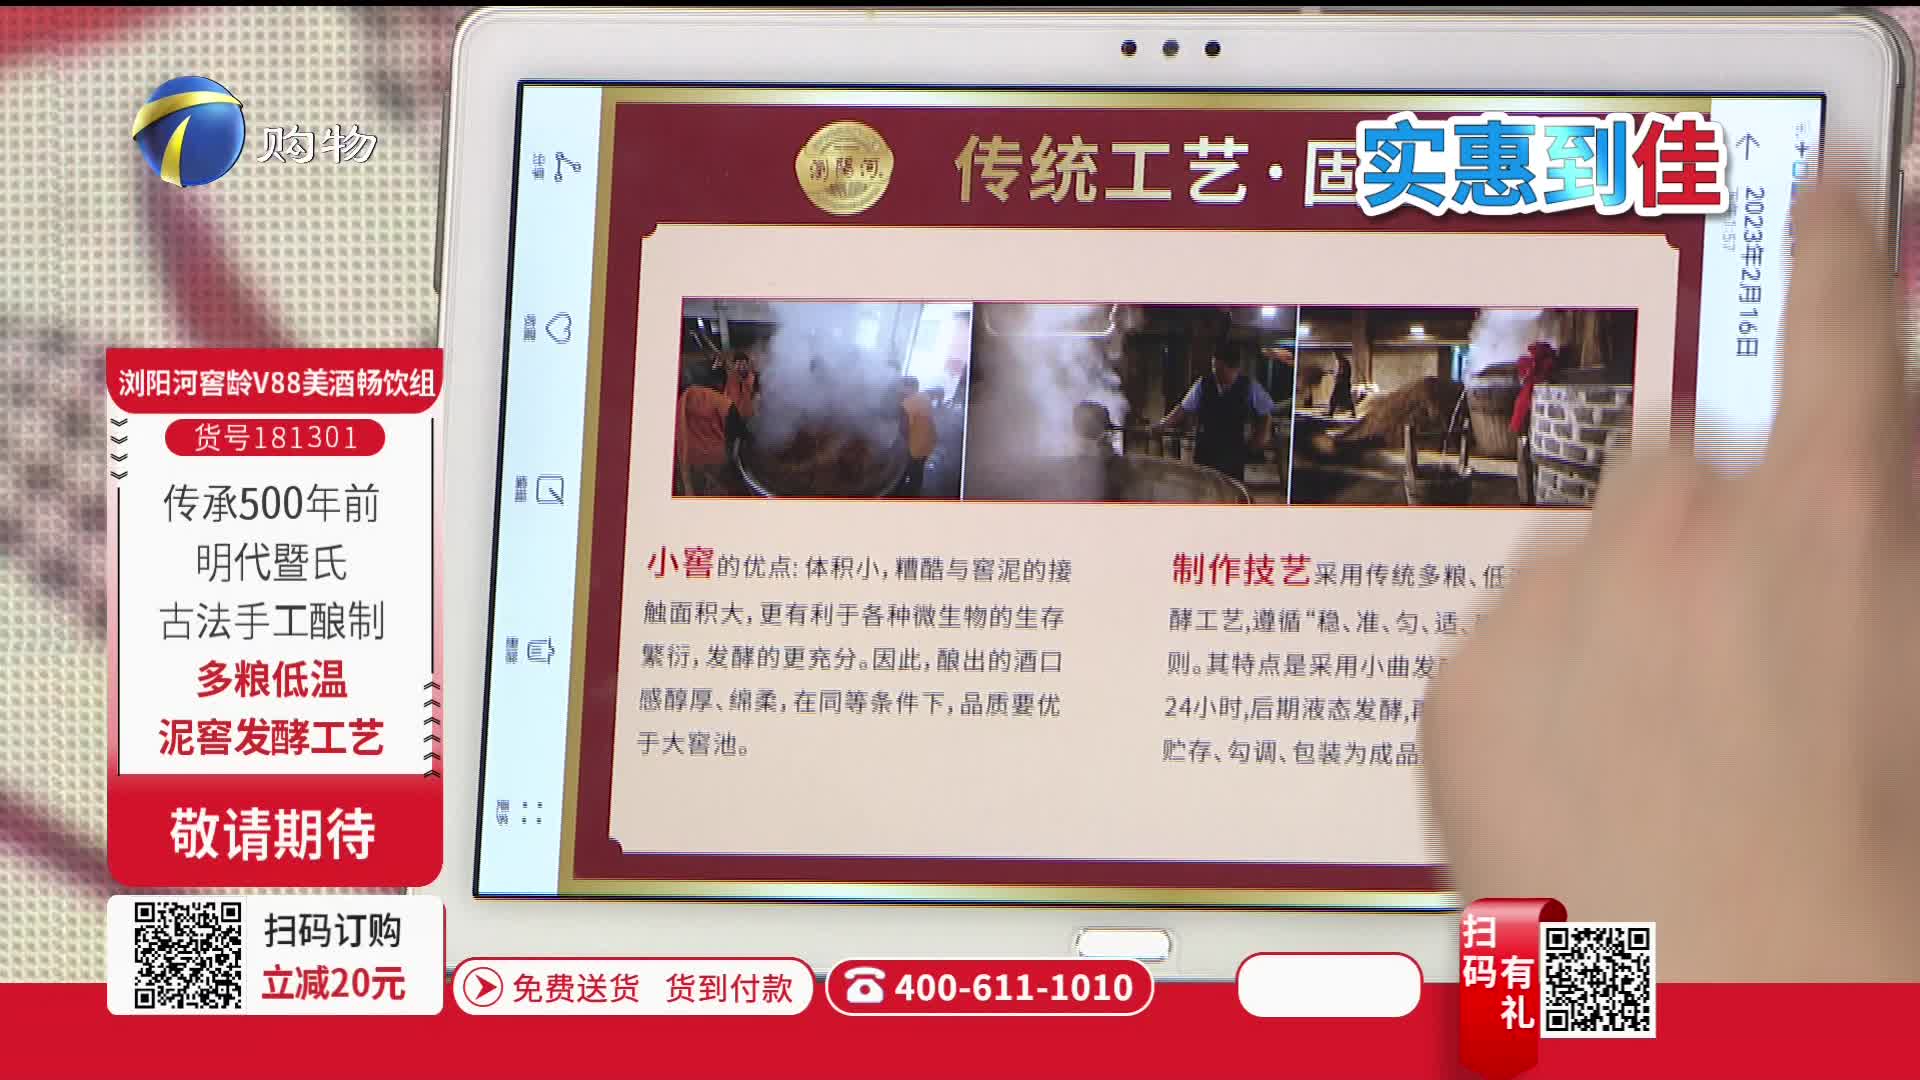 购物
实惠到佳
浏陽河
传统工艺·固
2023年2月16日
浏阳河窖龄V88美酒畅饮组
货号181301
传承500年前
明代暨氏
古法手工酿制
多粮低温
泥窖发酵工艺
敬请期待
小窖的优点:体积小,糟醅与窖泥的接
触面积大,更有利于各种微生物的生存
繁衍,发酵的更充分。因此,酿出的酒口
感醇厚、绵柔,在同等条件下,品质要优
于大窖池。
制作技艺采用传统多粮、低
酵工艺,遵循“稳、准、匀、适、
则。其特点是采用小曲发
24小时,后期液态发酵,再
贮存、勾调、包装为成品
扫码订购
立减20元
免费送货 货到付款
400-611-1010
扫码有礼